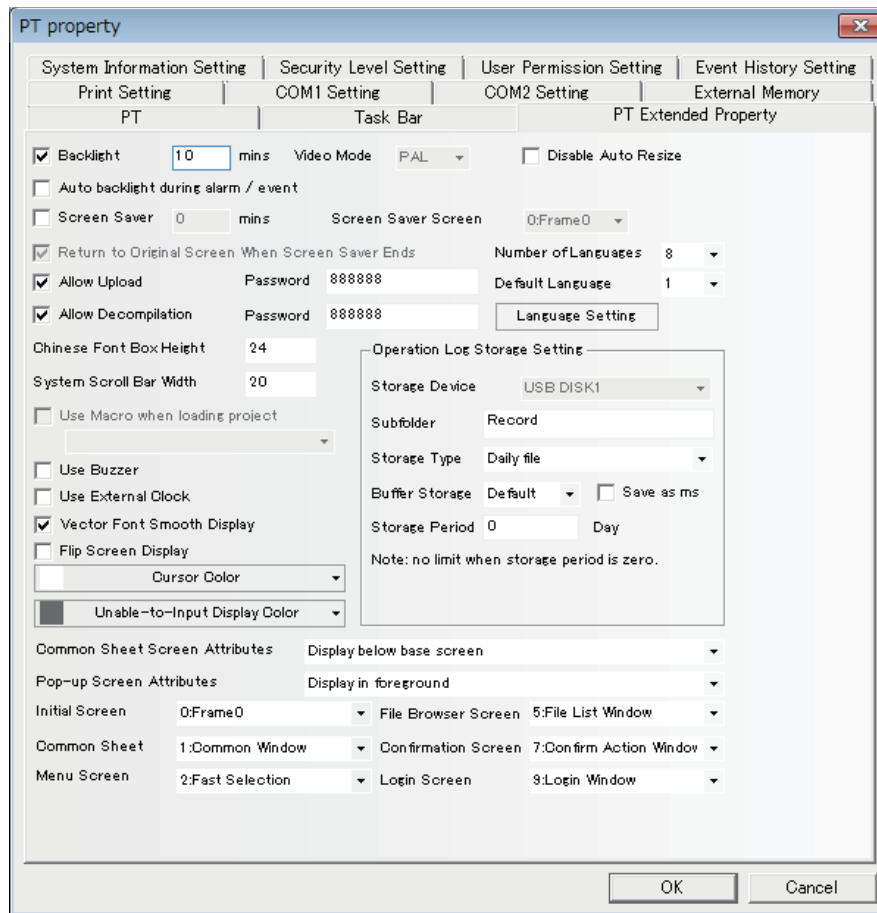 PT property
System Information Setting Security Level Setting User Permission Setting Event History Setting
Print Setting COM1 Setting COM2 Setting External Memory
PT Task Bar PT Extended Property
Backlight 10 mins Video Mode PAL Disable Auto Resize
Auto backlight during alarm / event
Screen Saver 0 mins Screen Saver Screen 0:Frame0
Return to Original Screen When Screen Saver Ends Number of Languages 8
Allow Upload Password 888888 Default Language 1
Allow Decompilation Password 888888 Language Setting
Chinese Font Box Height 24 Operation Log Storage Setting
System Scroll Bar Width 20 Storage Device USB DISK1
Use Macro when loading project Subfolder Record
Storage Type Daily file
Use Buzzer
Use External Clock Buffer Storage Default Save as ms
Vector Font Smooth Display Storage Period 0 Day
Flip Screen Display Note: no limit when storage period is zero.
Cursor Color
Unable-to-Input Display Color
Common Sheet Screen Attributes Display below base screen
Pop-up Screen Attributes Display in foreground
Initial Screen 0:Frame0 File Browser Screen 5:File List Window
Common Sheet 1:Common Window Confirmation Screen 7:Confirm Action Windov
Menu Screen 2:Fast Selection Login Screen 9:Login Window
OK Cancel